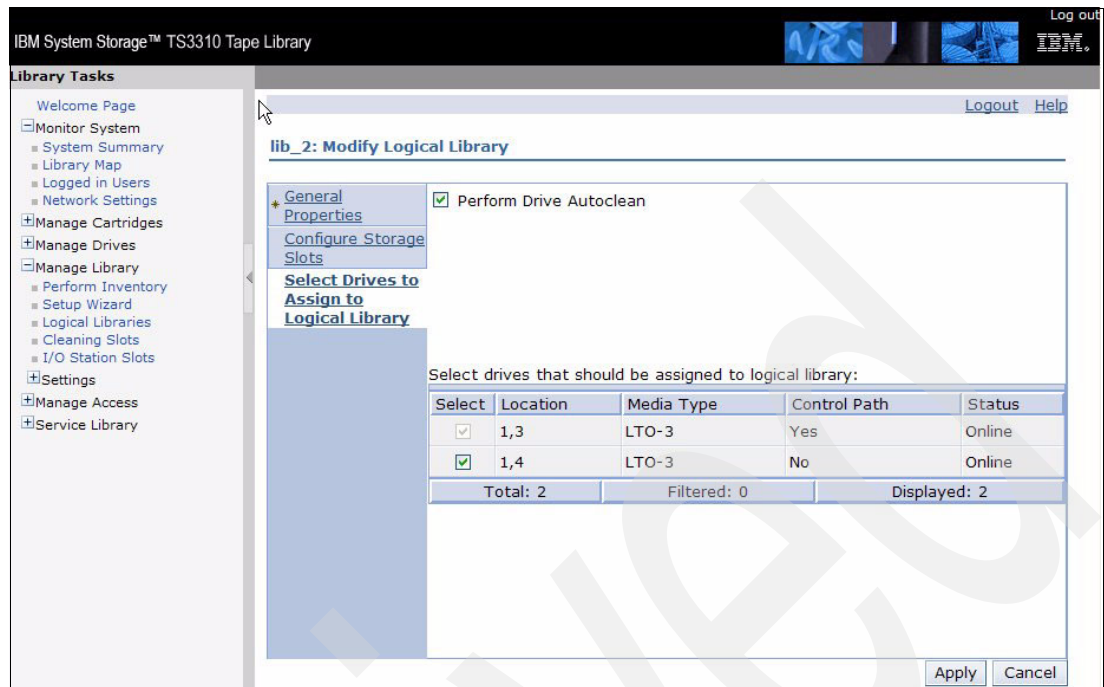 Log out
IBM System Storage™ TS3310 Tape Library
IBM.
Library Tasks
Welcome Page
Monitor System
System Summary
Library Map
Logged in Users
Network Settings
Manage Cartridges
Manage Drives
Manage Library
Perform Inventory
Setup Wizard
Logical Libraries
Cleaning Slots
I/O Station Slots
Settings
Manage Access
Service Library
Logout Help
lib_2: Modify Logical Library
General
Properties
Configure Storage
Slots
Select Drives to
Assign to
Logical Library
Perform Drive Autoclean
Select drives that should be assigned to logical library:
Select Location Media Type Control Path Status
1,3 LTO-3 Yes Online
1,4 LTO-3 No Online
Total: 2 Filtered: 0 Displayed: 2
Apply Cancel